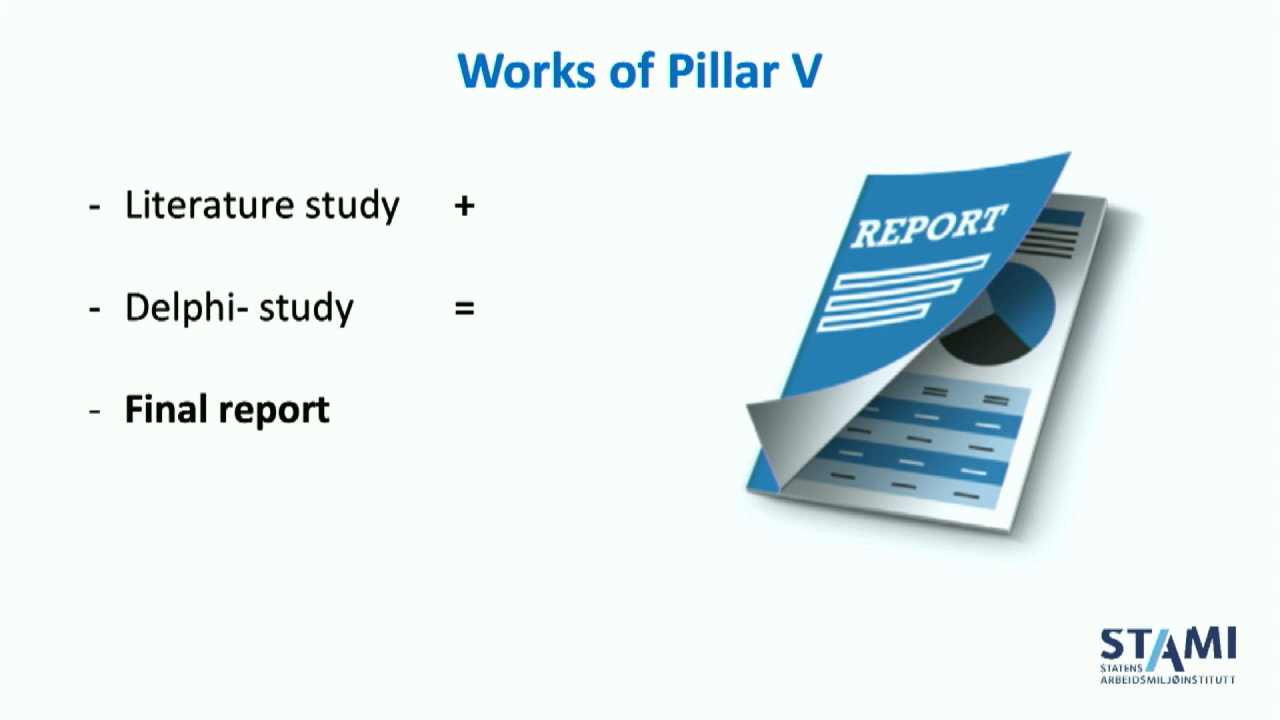 Works of Pillar V
- Literature study +
- Delphi- study =
- Final report
REPORT
STAMI
STATENS
ARBEIDSMILJØINSTITUTT